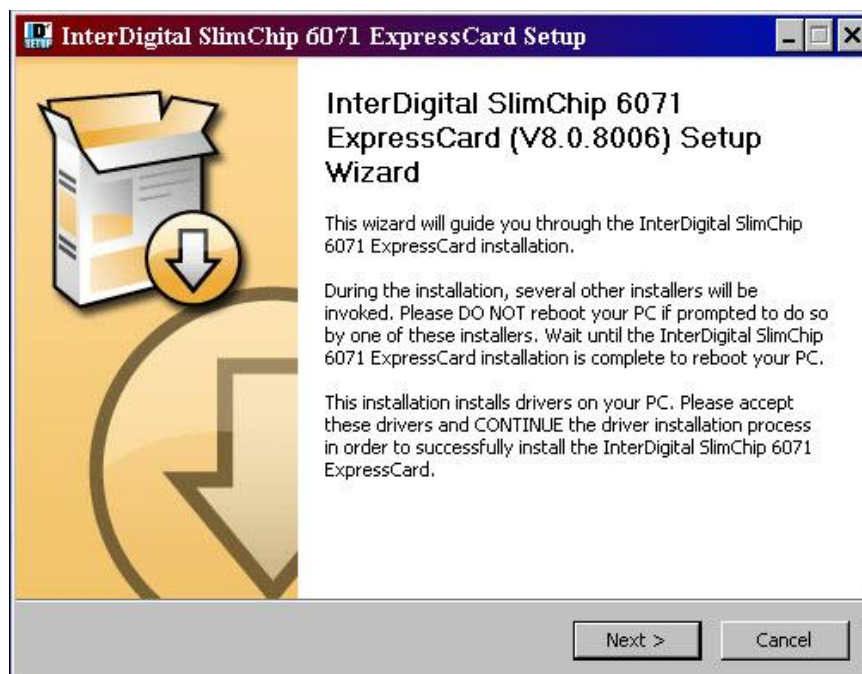 ID
SETUP
InterDigital SlimChip 6071 ExpressCard Setup
InterDigital SlimChip 6071
ExpressCard (V8.0.8006) Setup
Wizard
This wizard will guide you through the InterDigital SlimChip
6071 ExpressCard installation.
During the installation, several other installers will be
invoked. Please DO NOT reboot your PC if prompted to do so
by one of these installers. Wait until the InterDigital SlimChip
6071 ExpressCard installation is complete to reboot your PC.
This installation installs drivers on your PC. Please accept
these drivers and CONTINUE the driver installation process
in order to successfully install the InterDigital SlimChip 6071
ExpressCard.
Next >
Cancel